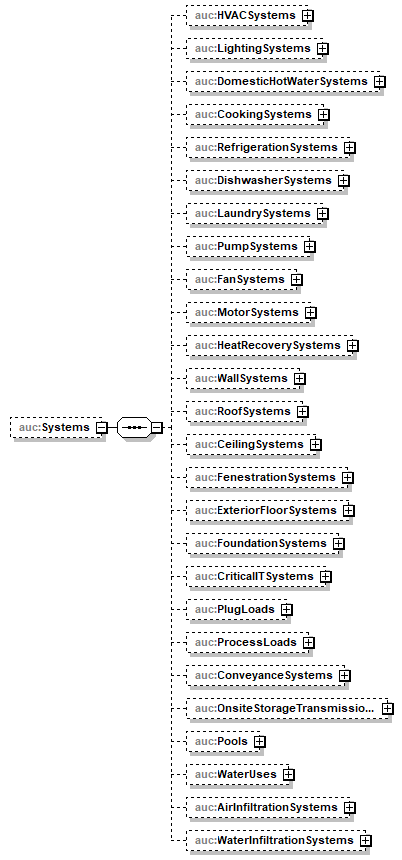 auc:HVACSystems
auc:LightingSystems
auc:DomesticHotWaterSystems
auc:CookingSystems
auc:RefrigerationSystems
auc:DishwasherSystems
auc:LaundrySystems
auc:PumpSystems
auc:FanSystems
auc:MotorSystems
auc:HeatRecoverySystems
auc:WallSystems
auc:RoofSystems
auc:Systems
auc:CeilingSystems
auc:FenestrationSystems
auc:ExteriorFloorSystems
auc:FoundationSystems
auc:CriticalITSystems
auc:PlugLoads
auc:ProcessLoads
auc:ConveyanceSystems
auc:OnsiteStorageTransmissio...
auc:Pools
auc:WaterUses
auc:AirInfiltrationSystems
auc:WaterInfiltrationSystems